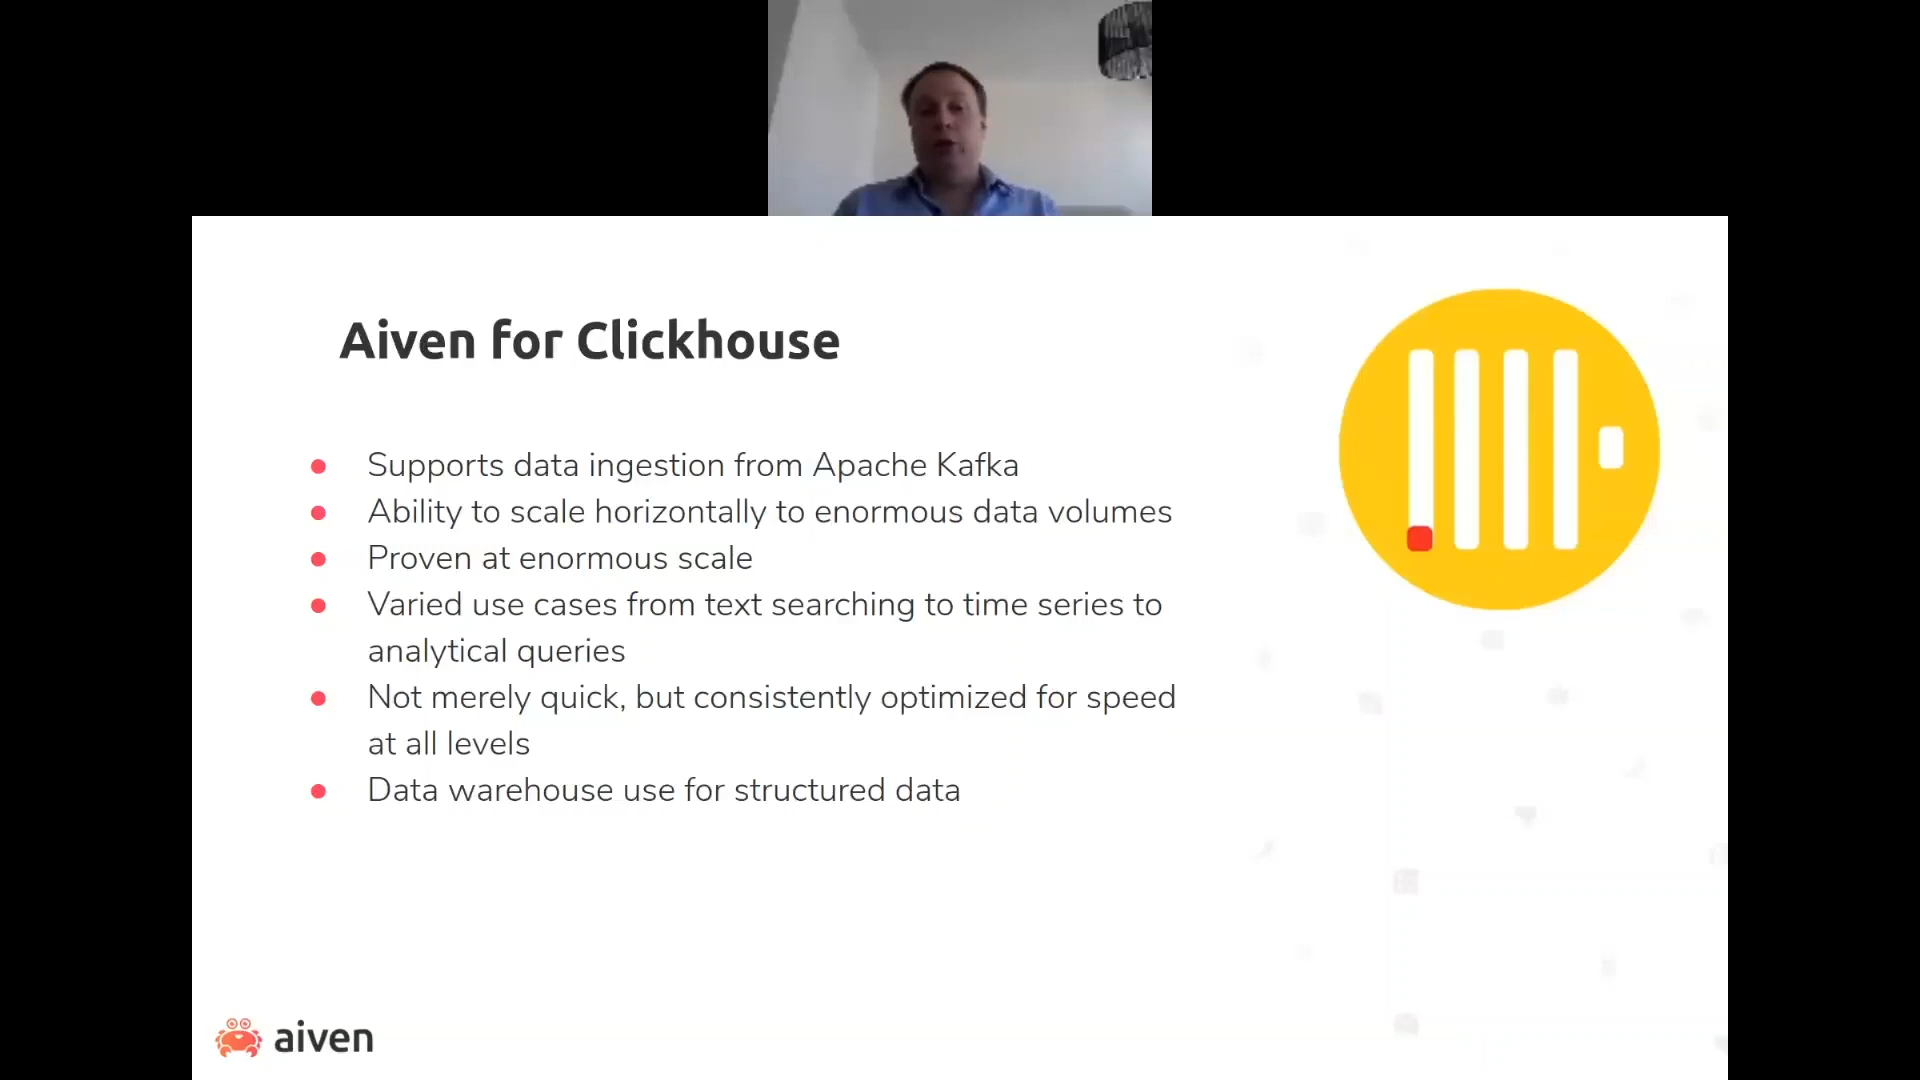 Aiven for Clickhouse
Supports data ingestion from Apache Kafka
Ability to scale horizontally to enormous data volumes
Proven at enormous scale
Varied use cases from text searching to time series to
analytical queries
Not merely quick, but consistently optimized for speed
at all levels
Data warehouse use for structured data
aiven